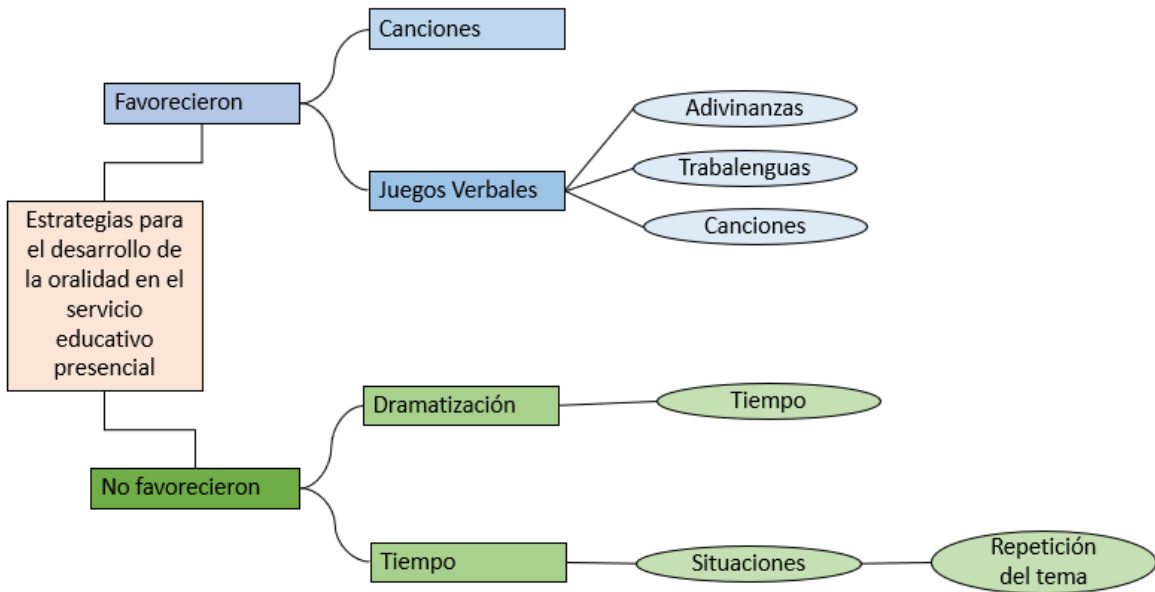 Canciones
Favorecieron
Adivinanzas
Trabalenguas
Juegos Verbales
Canciones
Estrategias para
el desarrollo de
la oralidad en el
servicio
educativo
presencial
Dramatización
Tiempo
No favorecieron
Tiempo
Situaciones
Repetición
del tema